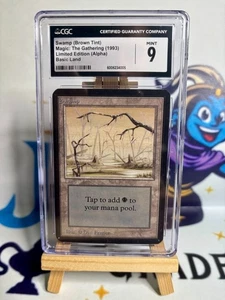 CGC
CERTIFIED GUARANTY COMPANY
Swamp (Brown Tint)
Magic: The Gathering (1993)
Limited Edition (Alpha)
Basic Land
MINT
9
Tap to add to
your mana pool.